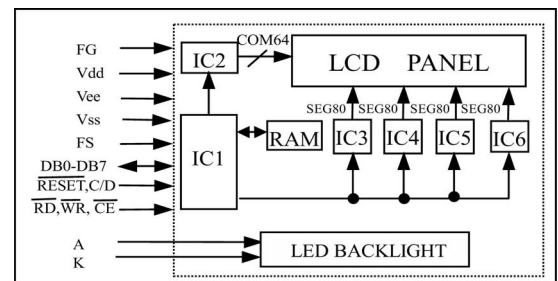 FG
Vdd
Vee
Vss
FS
DB0-DB7
RESET,C/D
RD,WR, CE
A
K
IC2
COM64
LCD PANEL
SEG80 SEG80 SEG80 SEG80
IC1
RAM
IC3
IC4
IC5
IC6
LED BACKLIGHT